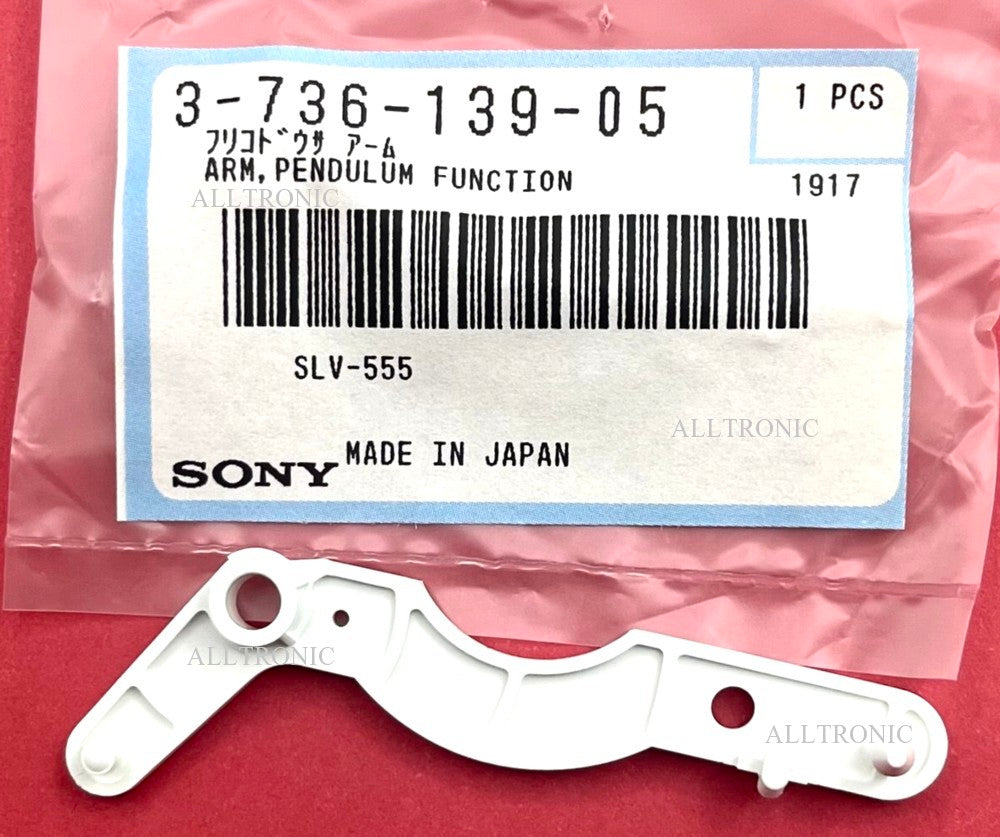 3-736-139-05
1 PCS
フリコドウサ アーム
ARM, PENDULUM FUNCTION
1917
ALLTRONIC
SLV-555
ALLTRONIC
SONY MADE IN JAPAN
ALLTRONIC
ALLTRONIC